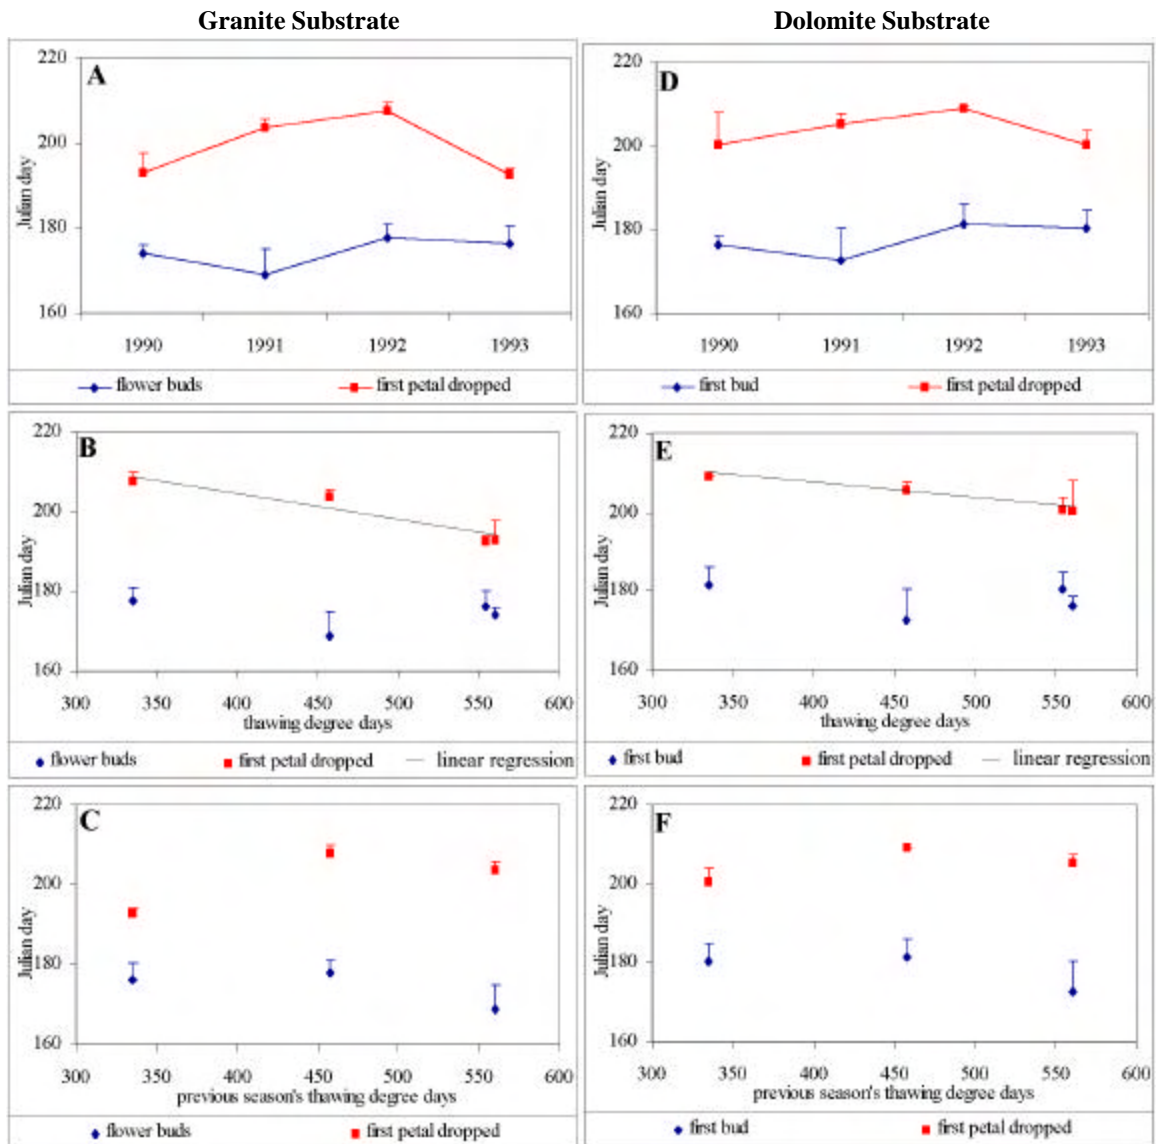 Granite Substrate
Dolomite Substrate
A
220
200
180
160
Julian day
1990 1991 1992 1993
flower buds first petal dropped
D
220
200
180
160
Julian day
1990 1991 1992 1993
first bud first petal dropped
B
220
200
180
160
Julian day
300 350 400 450 500 550 600
thawing degree days
flower buds first petal dropped linear regression
E
220
200
180
160
Julian day
300 350 400 450 500 550 600
thawing degree days
first bud first petal dropped linear regression
C
220
200
180
160
Julian day
300 350 400 450 500 550 600
previous season's thawing degree days
flower buds first petal dropped
F
220
200
180
160
Julian day
300 350 400 450 500 550 600
previous season's thawing degree days
first bud first petal dropped